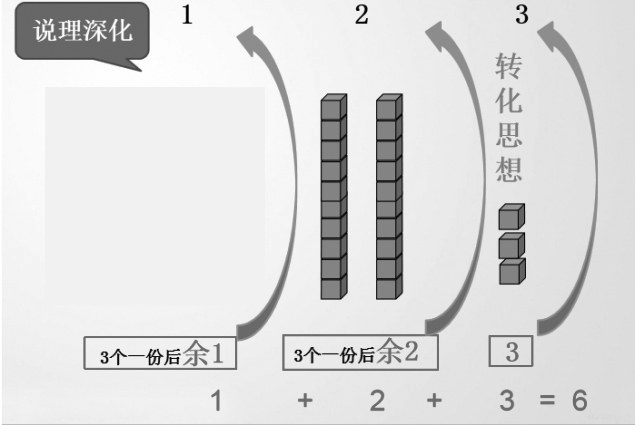 说理深化
1 2 3
转化思想
3个一份后余1 3个一份后余2 3
1 + 2 + 3 = 6